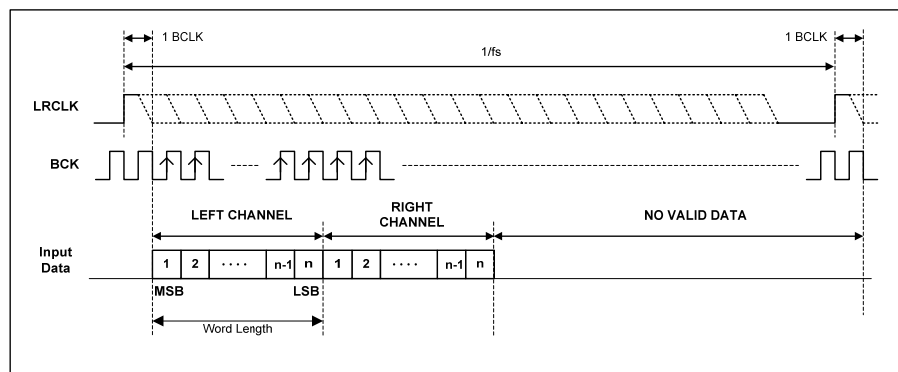 1 BCLK
1/fs
1 BCLK
LRCLK
BCK
LEFT CHANNEL
RIGHT
CHANNEL
NO VALID DATA
Input
Data
1 2 · · · · n-1 n 1 2 · · · · n-1 n
MSB LSB
Word Length